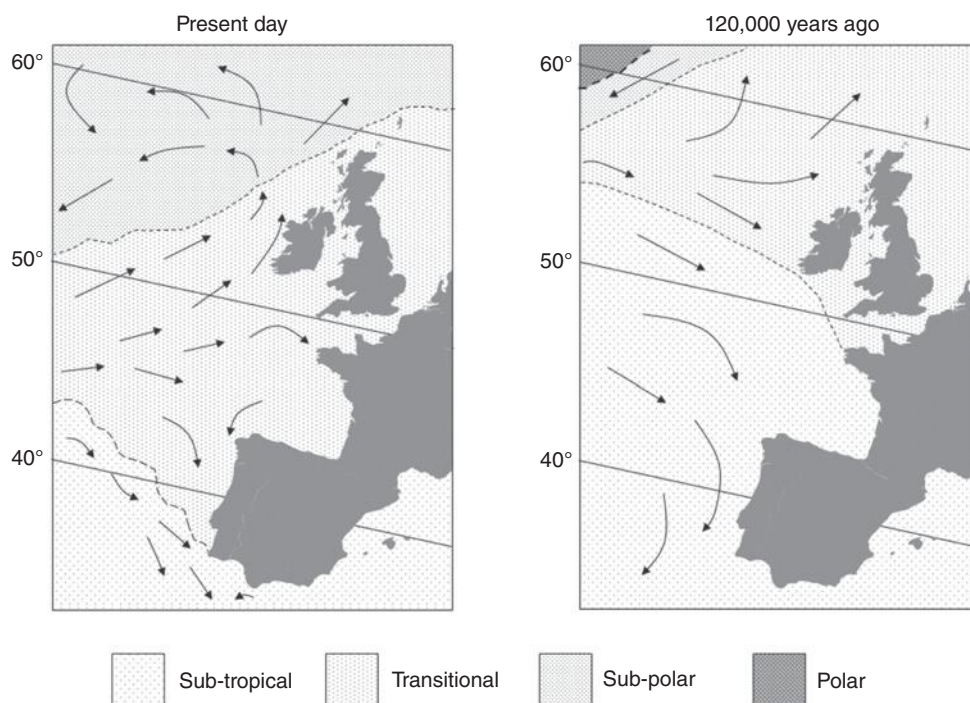 Present day
120,000 years ago
60°
50°
40°
60°
50°
40°
Sub-tropical
Transitional
Sub-polar
Polar